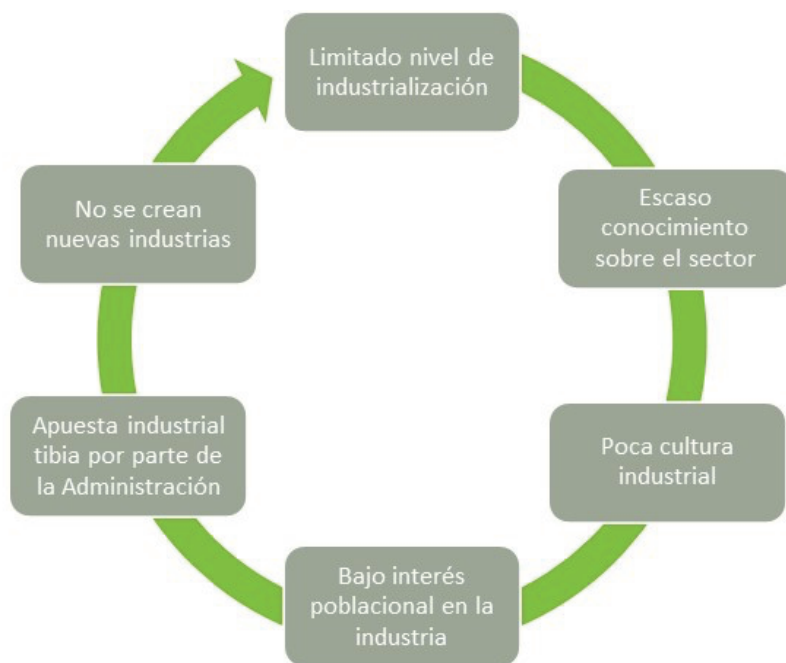 Limitado nivel de
industrialización
Escaso
conocimiento
sobre el sector
Poca cultura
industrial
Bajo interés
poblacional en la
industria
Apuesta industrial
tibia por parte de
la Administración
No se crean
nuevas industrias